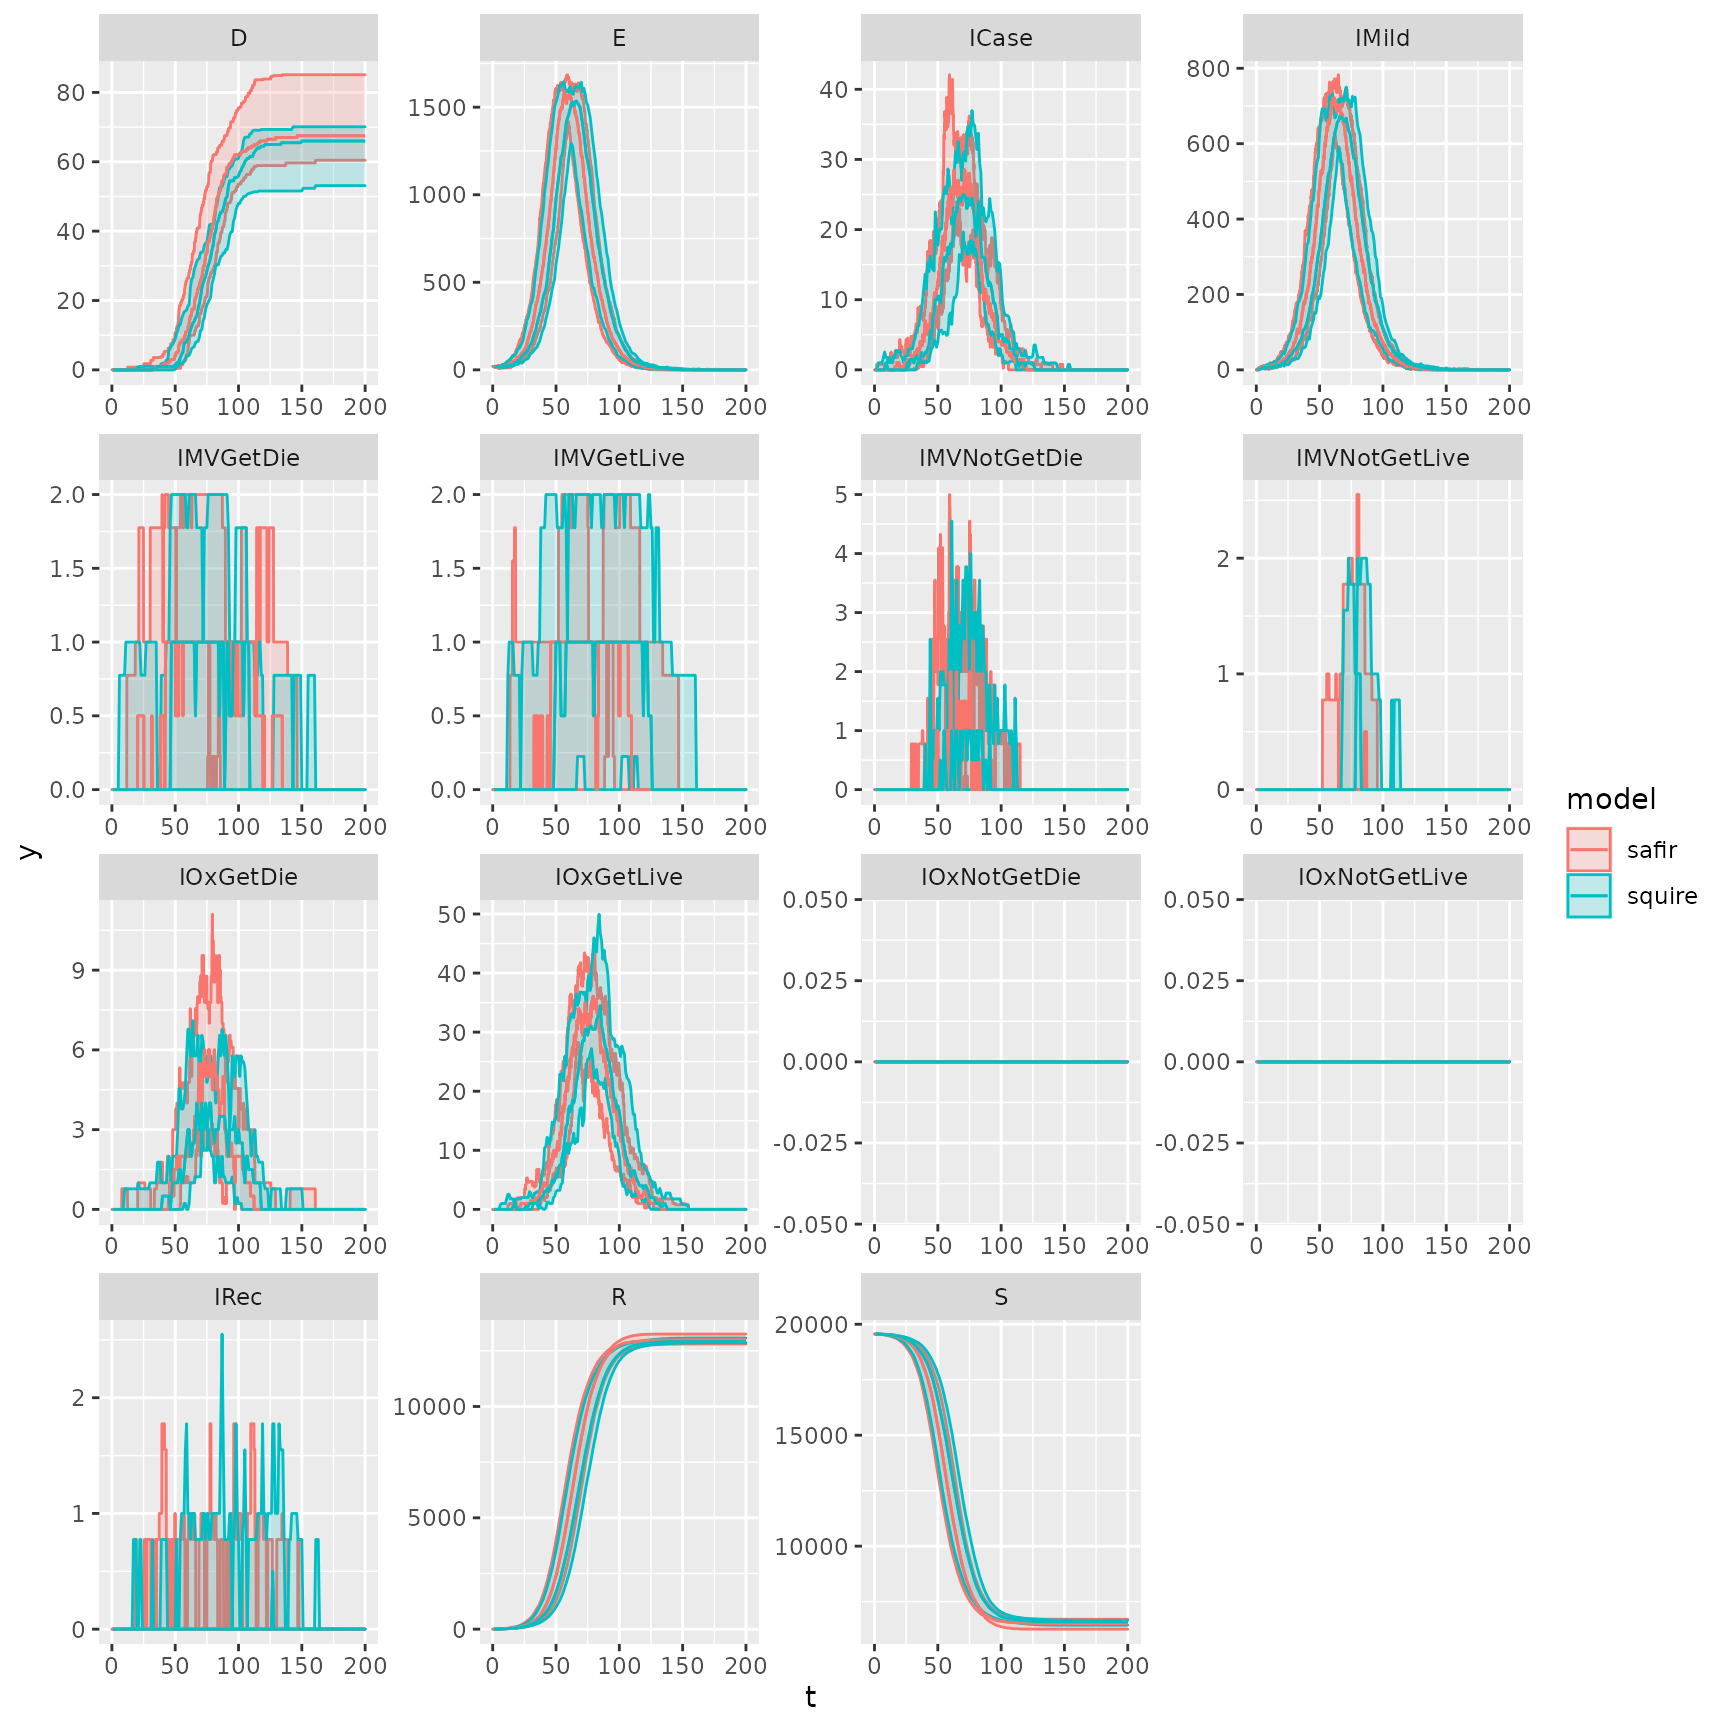 D E ICase IMild
80 60 40 20 0
1500 1000 500 0
40 30 20 10 0
800 600 400 200 0
0 50 100 150 200 0 50 100 150 200 0 50 100 150 200 0 50 100 150 200
IMVGetDie IMVGetLive IMVNotGetDie IMVNotGetLive
2.0 1.5 1.0 0.5 0.0
2.0 1.5 1.0 0.5 0.0
5 4 3 2 1 0
2 1 0
0 50 100 150 200 0 50 100 150 200 0 50 100 150 200 0 50 100 150 200
y
IOxGetDie IOxGetLive IOxNotGetDie IOxNotGetLive
9 6 3 0
50 40 30 20 10 0
0.050 0.025 0.000 -0.025 -0.050
0.050 0.025 0.000 -0.025 -0.050
0 50 100 150 200 0 50 100 150 200 0 50 100 150 200 0 50 100 150 200
IRec R S
2 1 0
10000 5000 0
20000 15000 10000
0 50 100 150 200 0 50 100 150 200 0 50 100 150 200
t
model
safir
squire